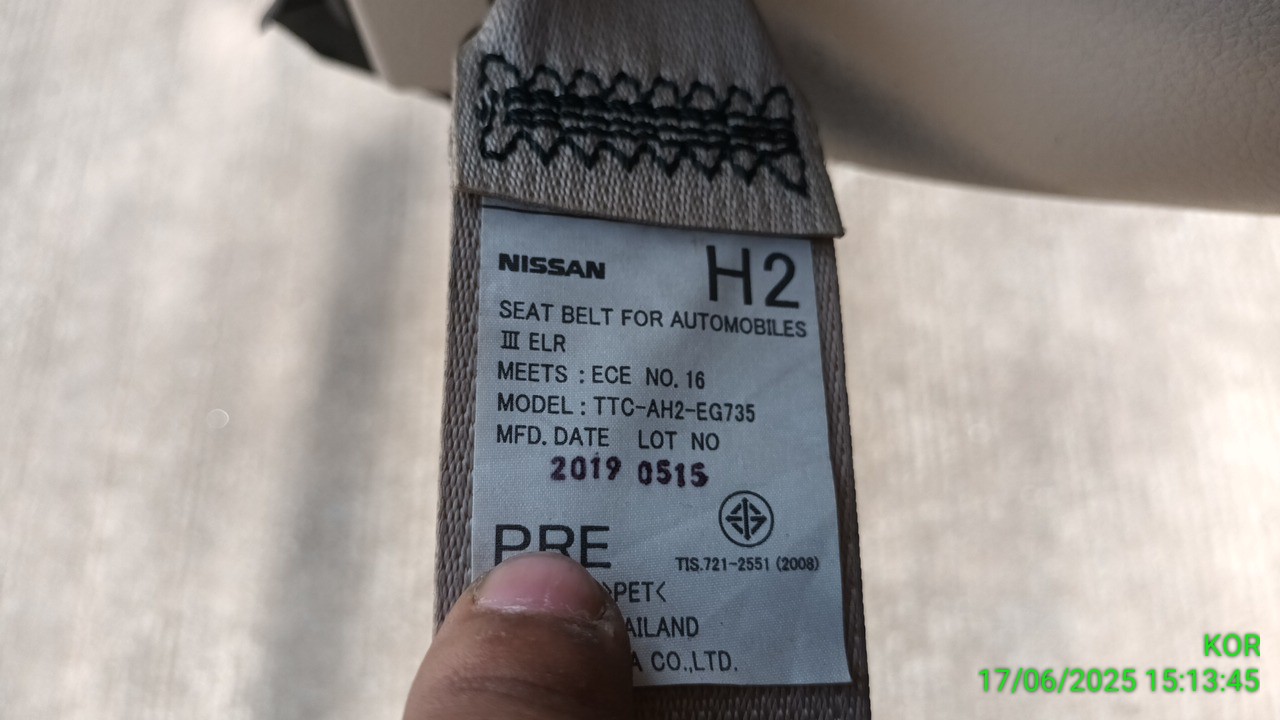 NISSAN H2
SEAT BELT FOR AUTOMOBILES
III ELR
MEETS : ECE NO. 16
MODEL : TTC-AH2-EG735
MFD. DATE LOT NO
2019 0515
PRE
TIS.721-2551 (2008)
>PET<
CO.,LTD.
KOR
17/06/2025 15:13:45